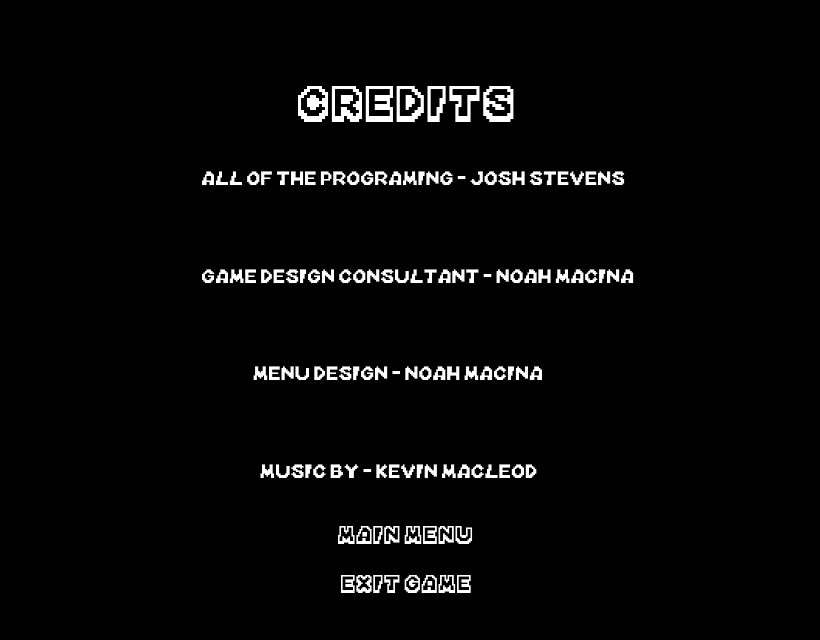 CREDITS
ALL OF THE PROGRAMING - JOSH STEVENS
GAME DESIGN CONSULTANT - NOAH MACINA
MENU DESIGN - NOAH MACINA
MUSIC BY - KEVIN MACLEOD
MAIN MENU
EXIT GAME